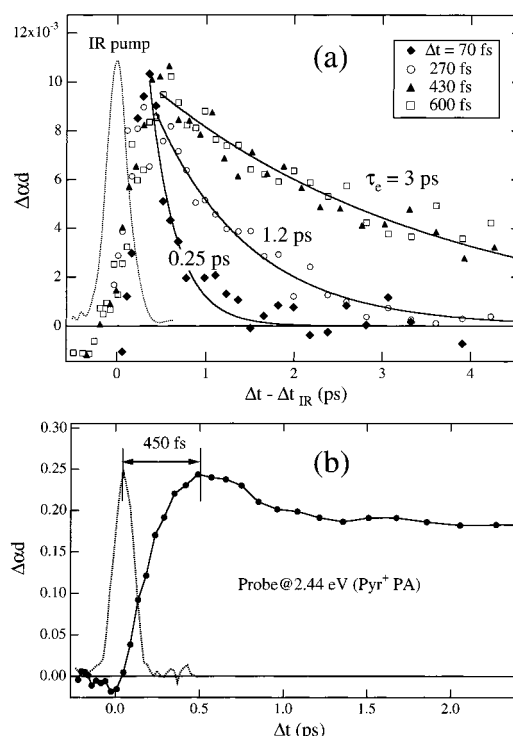 12x10⁻³
10
8
6
4
2
0
Δαd
IR pump
(a)
Δt = 70 fs
270 fs
430 fs
600 fs
τe = 3 ps
1.2 ps
0.25 ps
0 1 2 3 4
Δt - Δt IR (ps)
0.30
0.25
0.20
0.15
0.10
0.05
0.00
Δαd
450 fs
(b)
Probe@2.44 eV (Pyr⁺ PA)
0.0 0.5 1.0 1.5 2.0
Δt (ps)